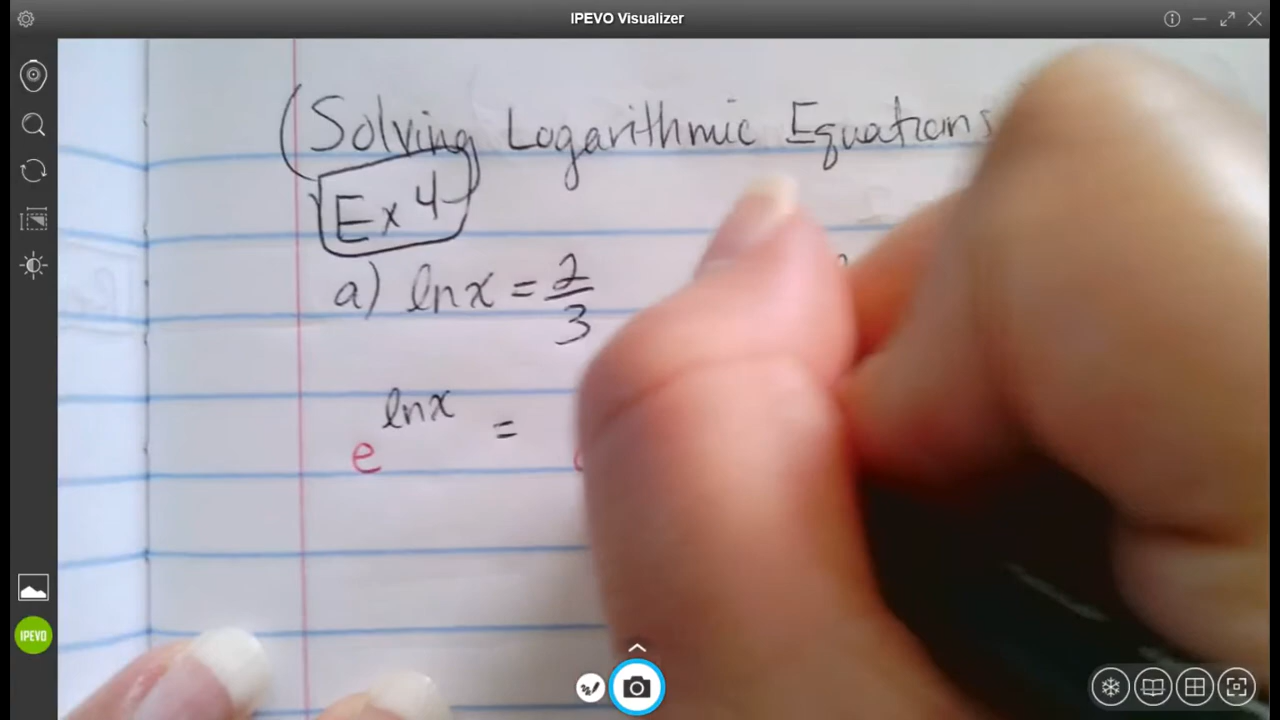 IPEVO Visualizer
(Solving Logarithmic Equations
Ex 4
a) ln x = 2/3
e^{ln x} =
IPEVO